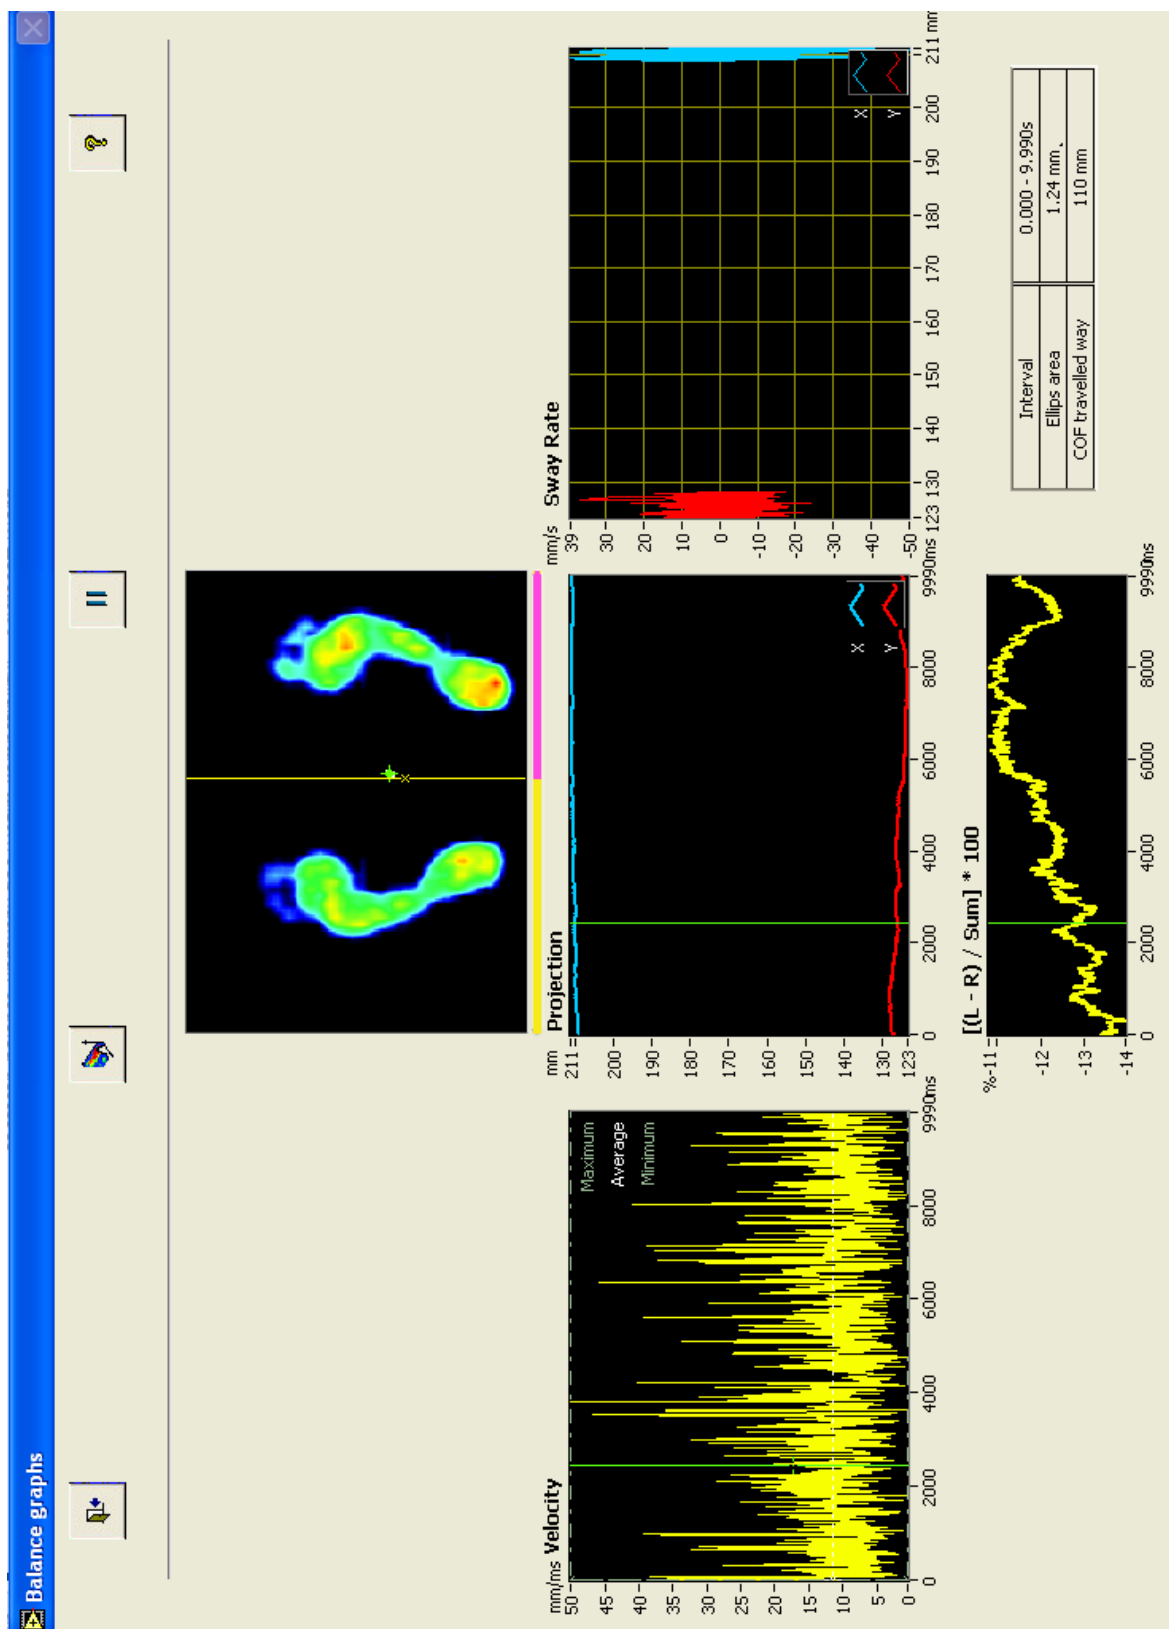 Balance graphs
?
mm/ms Velocity
50
45
40
35
30
25
20
15
10
5
0
Maximum
Average
Minimum
0 2000 4000 6000 8000 9990ms
mm Projection
211
200
190
180
170
160
150
140
130
123
X
Y
0 2000 4000 6000 8000 9990ms
mm/s Sway Rate
39
30
20
10
0
-10
-20
-30
-40
-50
X
Y
123 130 140 150 160 170 180 190 200 211 mm
[(L - R) / Sum] * 100
%-11
-12
-13
-14
0 2000 4000 6000 8000 9990ms
Interval 0.000 - 9.990s
Ellips area 1.24 mm
COF travelled way 110 mm